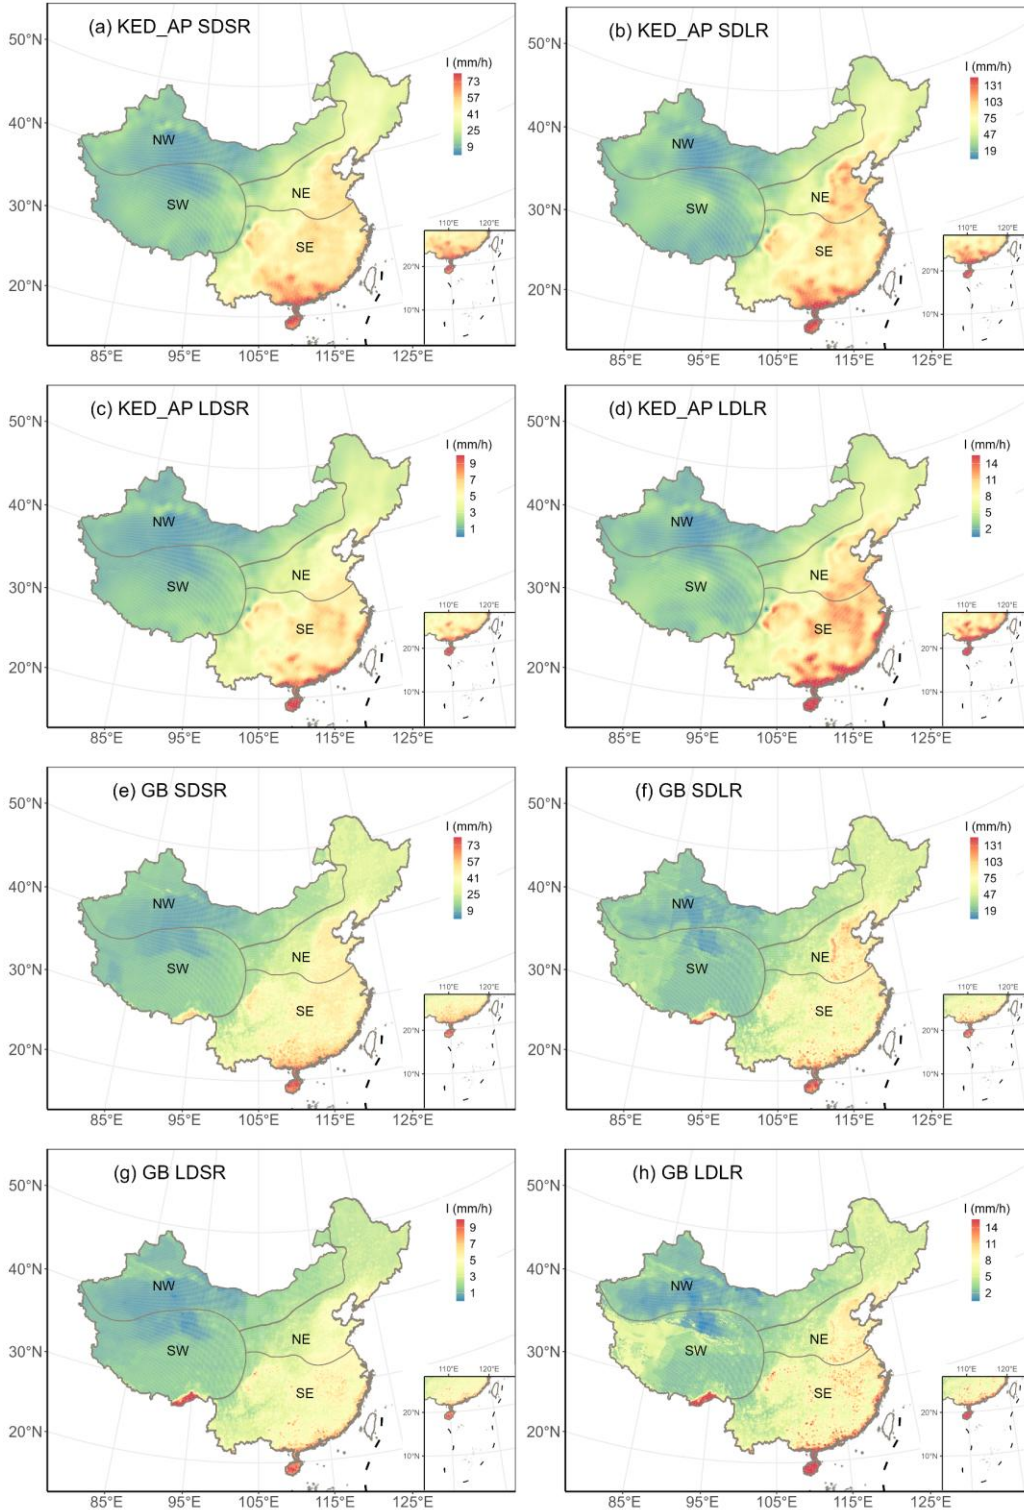 (a) KED_AP SDSR
I (mm/h)
73
57
41
25
9
NW
SW
NE
SE
50°N
40°N
30°N
20°N
85°E
95°E
105°E
115°E
125°E
110°E
120°E
20°N
10°N
(b) KED_AP SDLR
I (mm/h)
131
103
75
47
19
NW
SW
NE
SE
50°N
40°N
30°N
20°N
85°E
95°E
105°E
115°E
125°E
110°E
120°E
20°N
10°N
(c) KED_AP LDSR
I (mm/h)
9
7
5
3
1
NW
SW
NE
SE
50°N
40°N
30°N
20°N
85°E
95°E
105°E
115°E
125°E
110°E
120°E
20°N
10°N
(d) KED_AP LDLR
I (mm/h)
14
11
8
5
2
NW
SW
NE
SE
50°N
40°N
30°N
20°N
85°E
95°E
105°E
115°E
125°E
110°E
120°E
20°N
10°N
(e) GB SDSR
I (mm/h)
73
57
41
25
9
NW
SW
NE
SE
50°N
40°N
30°N
20°N
85°E
95°E
105°E
115°E
125°E
110°E
120°E
20°N
10°N
(f) GB SDLR
I (mm/h)
131
103
75
47
19
NW
SW
NE
SE
50°N
40°N
30°N
20°N
85°E
95°E
105°E
115°E
125°E
110°E
120°E
20°N
10°N
(g) GB LDSR
I (mm/h)
9
7
5
3
1
NW
SW
NE
SE
50°N
40°N
30°N
20°N
85°E
95°E
105°E
115°E
125°E
110°E
120°E
20°N
10°N
(h) GB LDLR
I (mm/h)
14
11
8
5
2
NW
SW
NE
SE
50°N
40°N
30°N
20°N
85°E
95°E
105°E
115°E
125°E
110°E
120°E
20°N
10°N